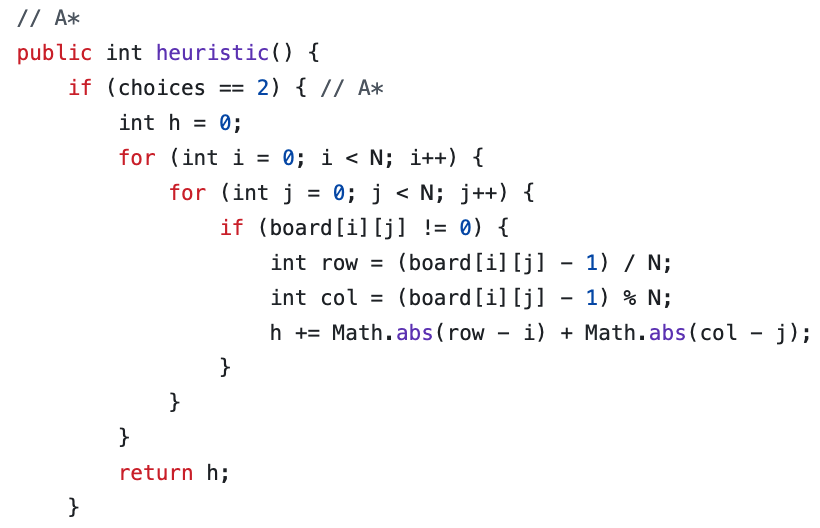 // A*
public int heuristic() {
    if (choices == 2) { // A*
        int h = 0;
        for (int i = 0; i < N; i++) {
            for (int j = 0; j < N; j++) {
                if (board[i][j] != 0) {
                    int row = (board[i][j] - 1) / N;
                    int col = (board[i][j] - 1) % N;
                    h += Math.abs(row - i) + Math.abs(col - j);
                }
            }
        }
        return h;
    }